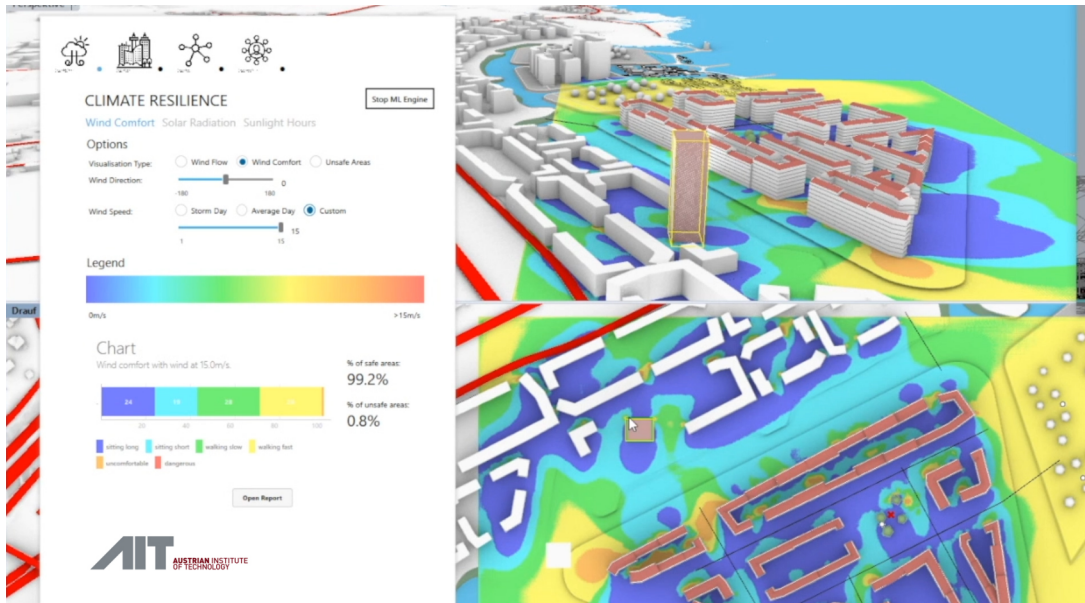 Perspective
CLIMATE RESILIENCE
Stop ML Engine
Wind Comfort Solar Radiation Sunlight Hours
Options
Visualisation Type: Wind Flow Wind Comfort Unsafe Areas
Wind Direction: 0
-180 180
Wind Speed: Storm Day Average Day Custom
15
1 15
Legend
0m/s >15m/s
Drauf
Chart
Wind comfort with wind at 15.0m/s.
% of safe areas:
99.2%
% of unsafe areas:
0.8%
24
20 40 60 80 100
sitting long sitting short walking slow walking fast
uncomfortable dangerous
Open Report
AIT
AUSTRIAN INSTITUTE
OF TECHNOLOGY